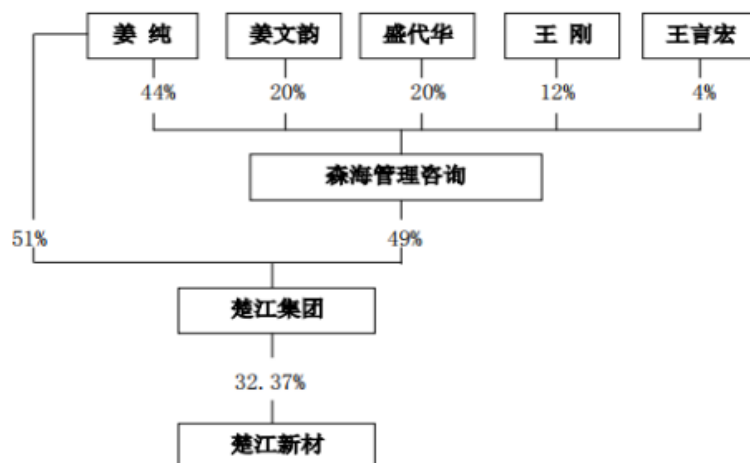 姜 纯 姜文韵 盛代华 王 刚 王言宏
44% 20% 20% 12% 4%
森海管理咨询
51% 49%
楚江集团
32.37%
楚江新材